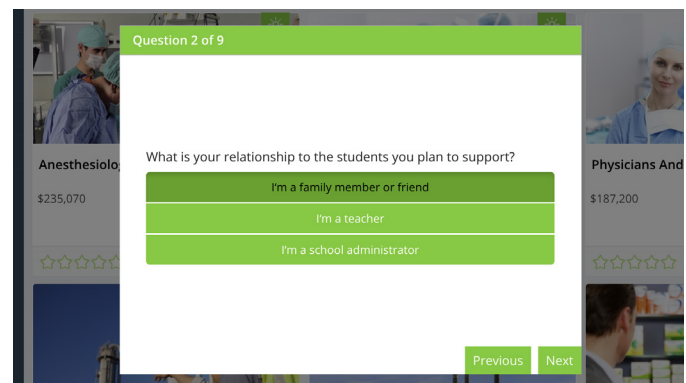 Question 2 of 9
What is your relationship to the students you plan to support?
I'm a family member or friend
I'm a teacher
I'm a school administrator
Previous Next
Physicians And
$235,070
$187,200